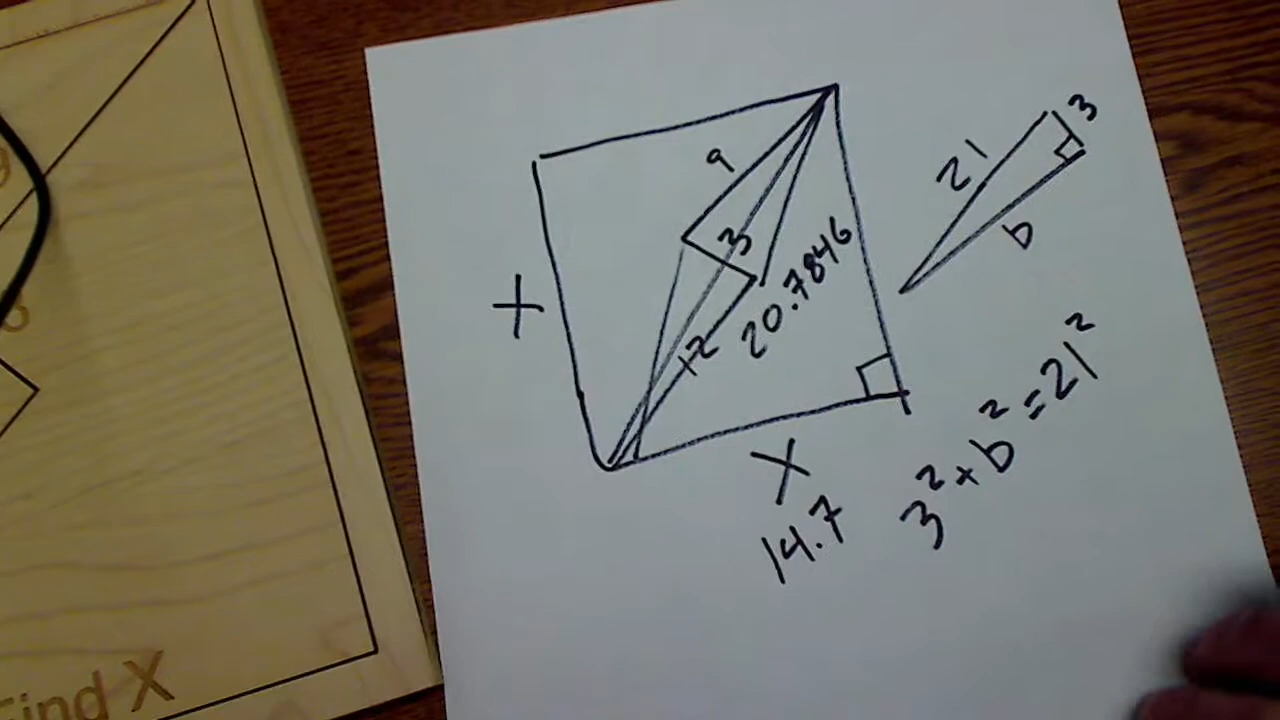 9
3
12
20.7846
X
X
14.7
21
3
b
3² + b² = 21²
Find X